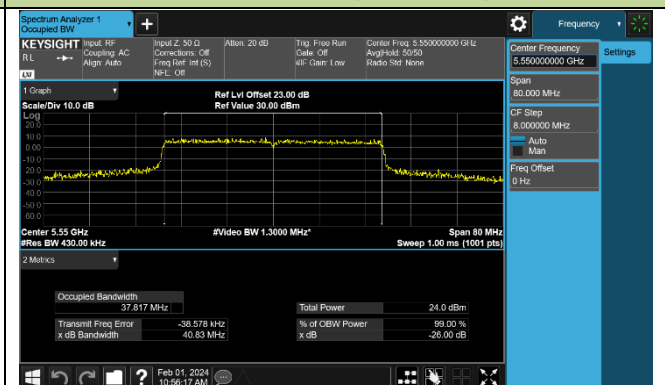 Spectrum Analyzer 1
Occupied BW
+
Frequency
KEYSIGHT
Input: RF
Coupling: AC
Align: Auto
Input Z: 50 Ω
Corrections: Off
Freq Ref: Int (S)
NFE: Off
Atten: 20 dB
Trig: Free Run
Gate: Off
#IF Gain: Low
Center Freq: 5.550000000 GHz
Avg|Hold: 50/50
Radio Std: None
RL
LXI
Center Frequency
5.550000000 GHz
Settings
Span
80.000 MHz
CF Step
8.000000 MHz
Auto
Man
Freq Offset
0 Hz
1 Graph
Scale/Div 10.0 dB
Ref Lvl Offset 23.00 dB
Ref Value 30.00 dBm
Log
20.0
10.0
0.00
-10.0
-20.0
-30.0
-40.0
-50.0
-60.0
Center 5.55 GHz
#Res BW 430.00 kHz
#Video BW 1.3000 MHz*
Span 80 MHz
Sweep 1.00 ms (1001 pts)
2 Metrics
Occupied Bandwidth
37.817 MHz
Total Power
24.0 dBm
Transmit Freq Error
-38.578 kHz
% of OBW Power
99.00 %
x dB Bandwidth
40.83 MHz
x dB
-26.00 dB
?
Feb 01, 2024
10:56:17 AM